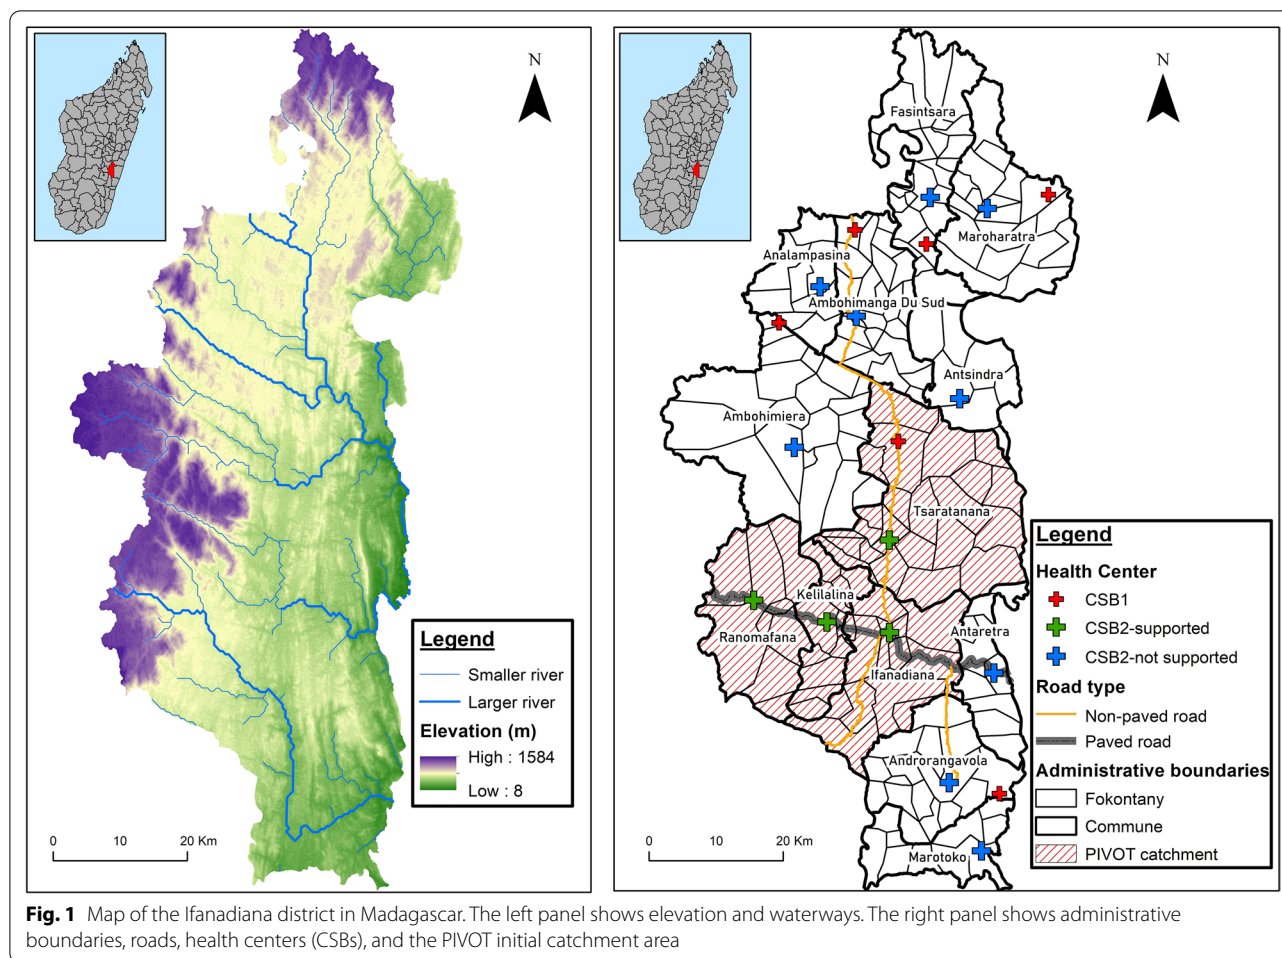 N
Legend
Smaller river
Larger river
Elevation (m)
High : 1584
Low : 8
0 10 20 Km
N
Fasintsara
Maroharatra
Analampasina
Ambohimanga Du Sud
Antsindra
Ambohimiera
Tsaratanana
Kelilalina
Ranomafana
Antaretra
Ifanadiana
Androrangavola
Marotoko
Legend
Health Center
CSB1
CSB2-supported
CSB2-not supported
Road type
Non-paved road
Paved road
Administrative boundaries
Fokontany
Commune
PIVOT catchment
0 10 20 Km
Fig. 1 Map of the Ifanadiana district in Madagascar. The left panel shows elevation and waterways. The right panel shows administrative
boundaries, roads, health centers (CSBs), and the PIVOT initial catchment area